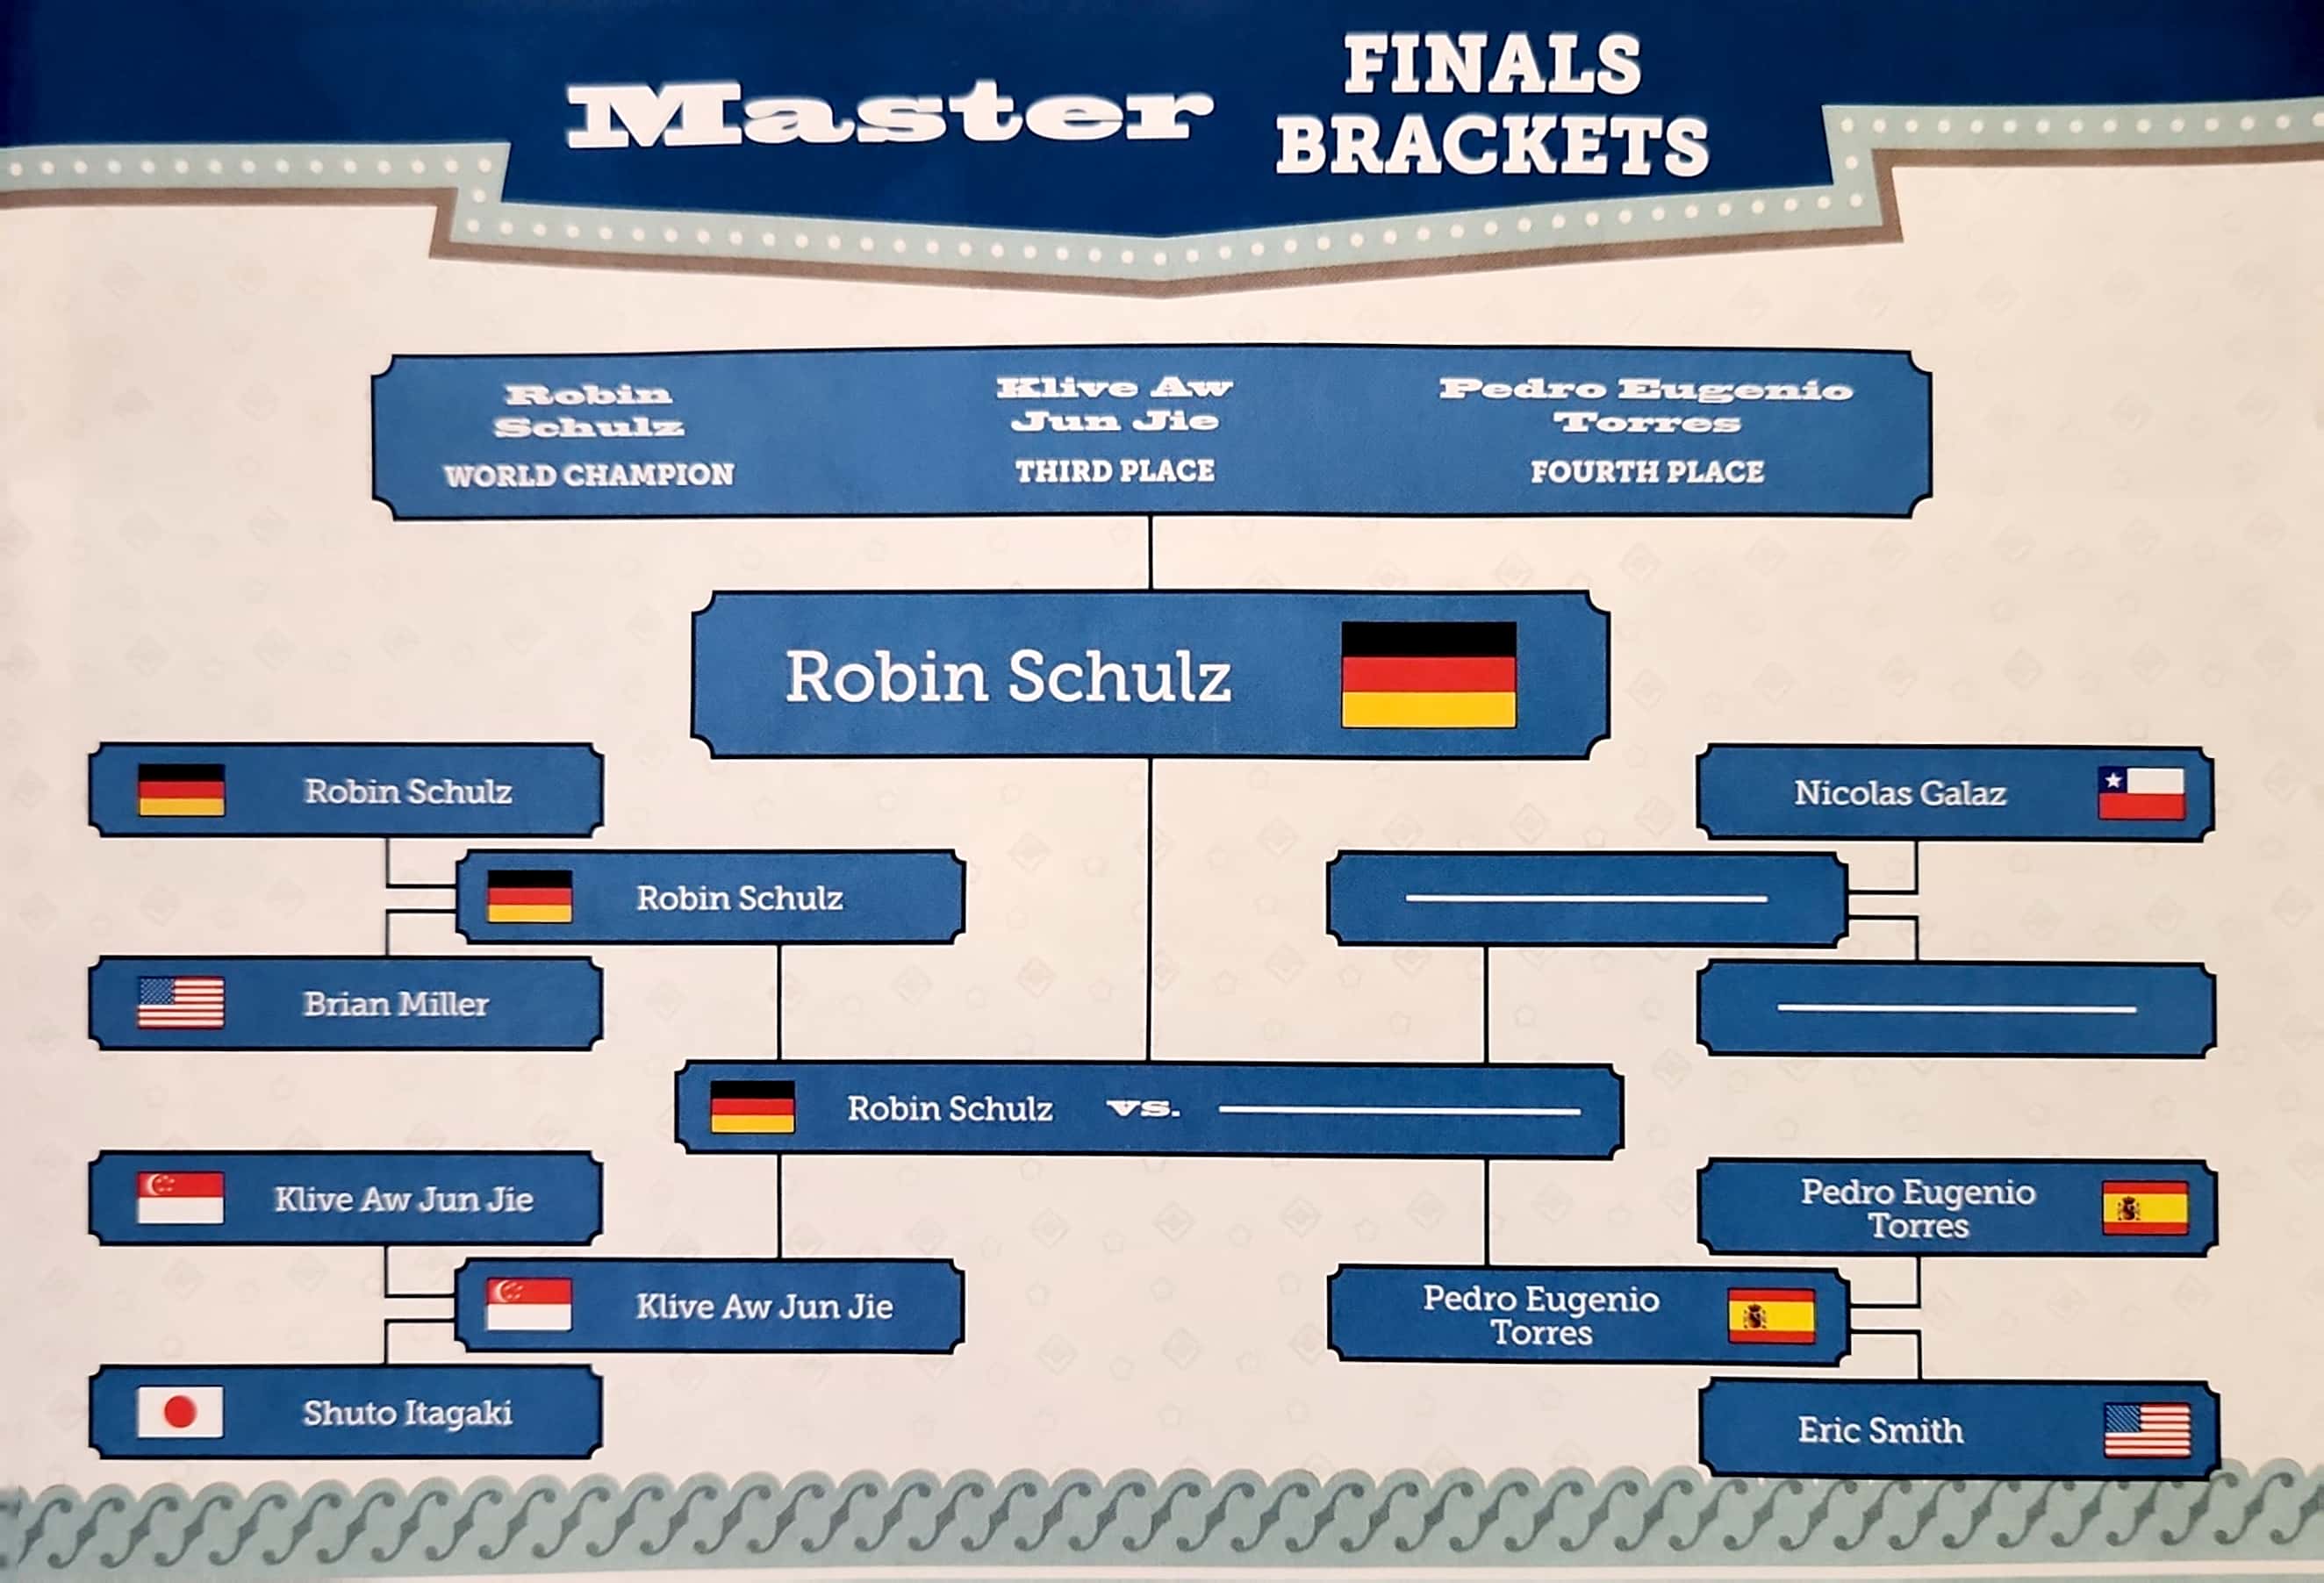 Master FINALS
BRACKETS
Robin
Schulz
WORLD CHAMPION
Klive Aw
Jun Jie
THIRD PLACE
Pedro Eugenio
Torres
FOURTH PLACE
Robin Schulz
Robin Schulz
Robin Schulz
Brian Miller
Nicolas Galaz
Robin Schulz vs.
Klive Aw Jun Jie
Klive Aw Jun Jie
Shuto Itagaki
Pedro Eugenio
Torres
Pedro Eugenio
Torres
Eric Smith